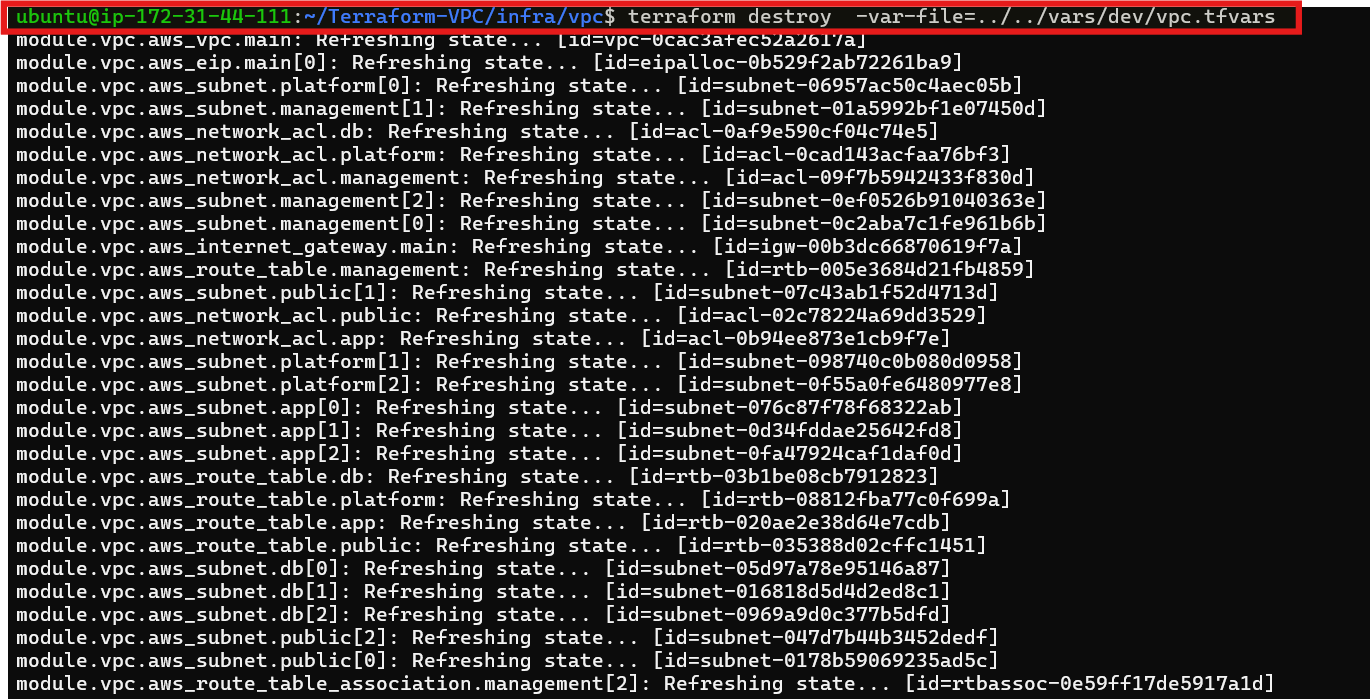 ubuntu@ip-172-31-44-111:~/Terraform-VPC/infra/vpc$ terraform destroy  -var-file=../../vars/dev/vpc.tfvars
module.vpc.aws_vpc.main: Refreshing state... [id=vpc-0cac3afec52a2617a]
module.vpc.aws_eip.main[0]: Refreshing state... [id=eipalloc-0b529f2ab72261ba9]
module.vpc.aws_subnet.platform[0]: Refreshing state... [id=subnet-06957ac50c4aec05b]
module.vpc.aws_subnet.management[1]: Refreshing state... [id=subnet-01a5992bf1e07450d]
module.vpc.aws_network_acl.db: Refreshing state... [id=acl-0af9e590cf04c74e5]
module.vpc.aws_network_acl.platform: Refreshing state... [id=acl-0cad143acfaa76bf3]
module.vpc.aws_network_acl.management: Refreshing state... [id=acl-09f7b5942433f830d]
module.vpc.aws_subnet.management[2]: Refreshing state... [id=subnet-0ef0526b91040363e]
module.vpc.aws_subnet.management[0]: Refreshing state... [id=subnet-0c2aba7c1fe961b6b]
module.vpc.aws_internet_gateway.main: Refreshing state... [id=igw-00b3dc66870619f7a]
module.vpc.aws_route_table.management: Refreshing state... [id=rtb-005e3684d21fb4859]
module.vpc.aws_subnet.public[1]: Refreshing state... [id=subnet-07c43ab1f52d4713d]
module.vpc.aws_network_acl.public: Refreshing state... [id=acl-02c78224a69dd3529]
module.vpc.aws_network_acl.app: Refreshing state... [id=acl-0b94ee873e1cb9f7e]
module.vpc.aws_subnet.platform[1]: Refreshing state... [id=subnet-098740c0b080d0958]
module.vpc.aws_subnet.platform[2]: Refreshing state... [id=subnet-0f55a0fe6480977e8]
module.vpc.aws_subnet.app[0]: Refreshing state... [id=subnet-076c87f78f68322ab]
module.vpc.aws_subnet.app[1]: Refreshing state... [id=subnet-0d34fddae25642fd8]
module.vpc.aws_subnet.app[2]: Refreshing state... [id=subnet-0fa47924caf1daf0d]
module.vpc.aws_route_table.db: Refreshing state... [id=rtb-03b1be08cb7912823]
module.vpc.aws_route_table.platform: Refreshing state... [id=rtb-08812fba77c0f699a]
module.vpc.aws_route_table.app: Refreshing state... [id=rtb-020ae2e38d64e7cdb]
module.vpc.aws_route_table.public: Refreshing state... [id=rtb-035388d02cffc1451]
module.vpc.aws_subnet.db[0]: Refreshing state... [id=subnet-05d97a78e95146a87]
module.vpc.aws_subnet.db[1]: Refreshing state... [id=subnet-016818d5d4d2ed8c1]
module.vpc.aws_subnet.db[2]: Refreshing state... [id=subnet-0969a9d0c377b5dfd]
module.vpc.aws_subnet.public[2]: Refreshing state... [id=subnet-047d7b44b3452dedf]
module.vpc.aws_subnet.public[0]: Refreshing state... [id=subnet-0178b59069235ad5c]
module.vpc.aws_route_table_association.management[2]: Refreshing state... [id=rtbassoc-0e59ff17de5917a1d]